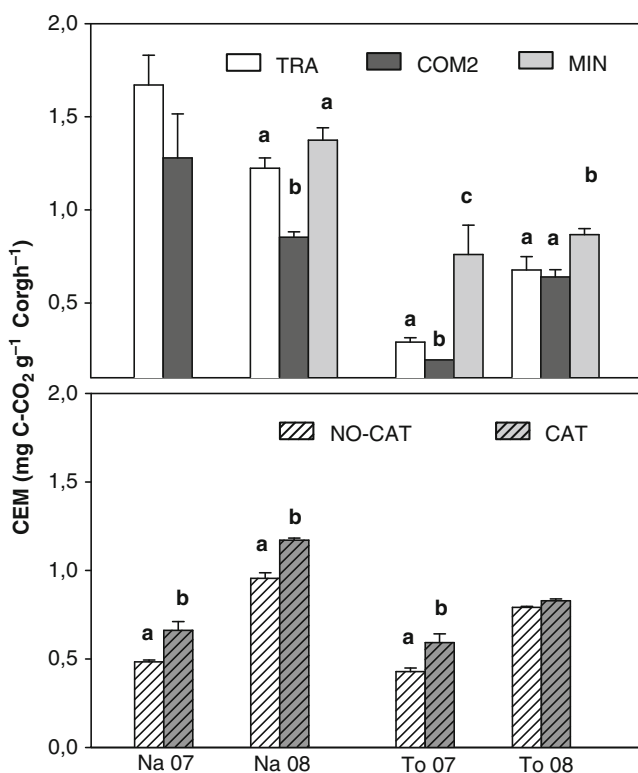 2,0
TRA COM2 MIN
1,5
a
a
b
c
b
1,0
a a
0,5
a
b
CEM (mg C-CO₂ g⁻¹ Corgh⁻¹)
2,0
NO-CAT CAT
1,5
b
a
1,0
b
b
a
a
0,5
0,0
Na 07 Na 08 To 07 To 08